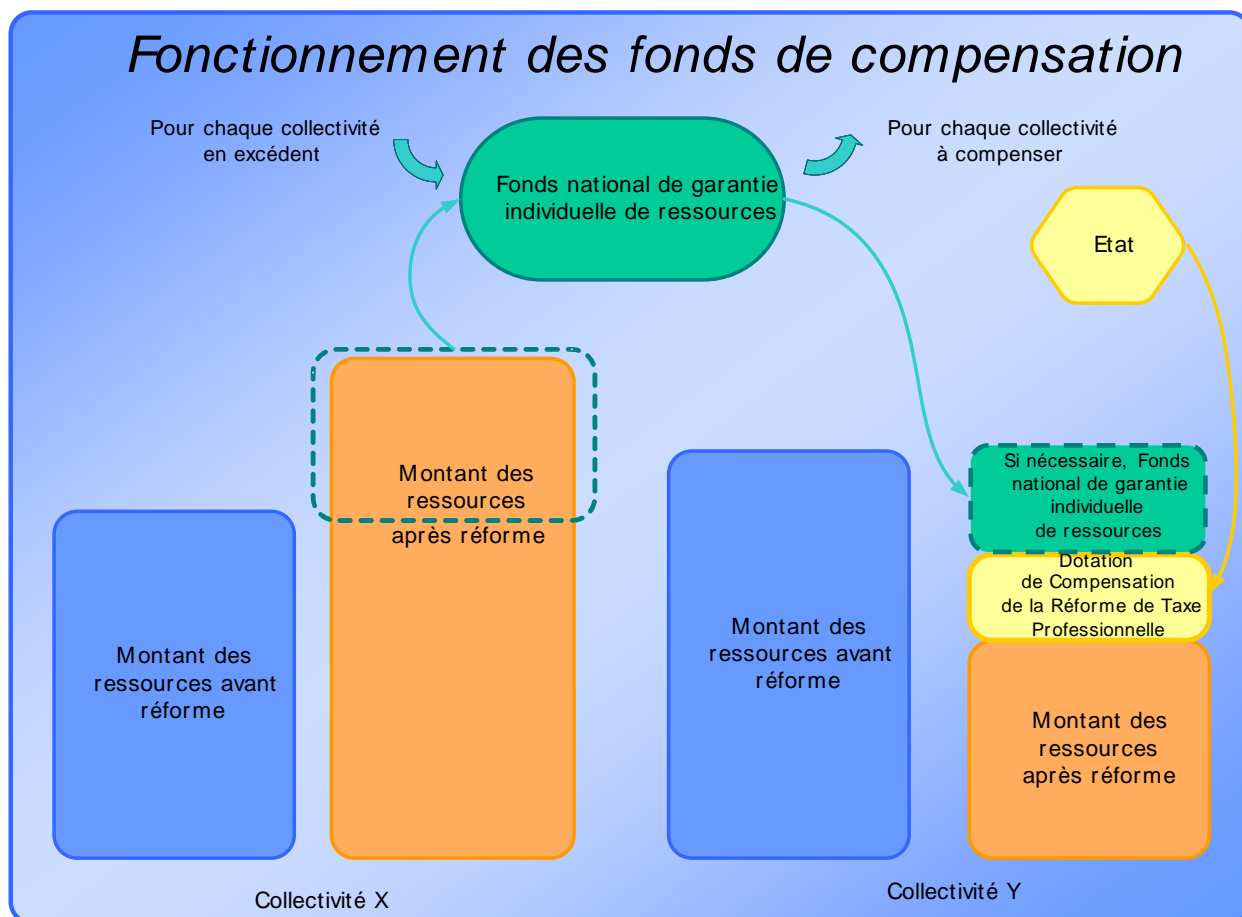 Fonctionnement des fonds de compensation
Pour chaque collectivité
en excédent
Fonds national de garantie
individuelle de ressources
Pour chaque collectivité
à compenser
Etat
Montant des
ressources
après réforme
Montant des
ressources avant
réforme
Montant des
ressources avant
réforme
Si nécessaire, Fonds
national de garantie
individuelle
de ressources
Dotation
de Compensation
de la Réforme de Taxe
Professionnelle
Montant des
ressources
après réforme
Collectivité X
Collectivité Y